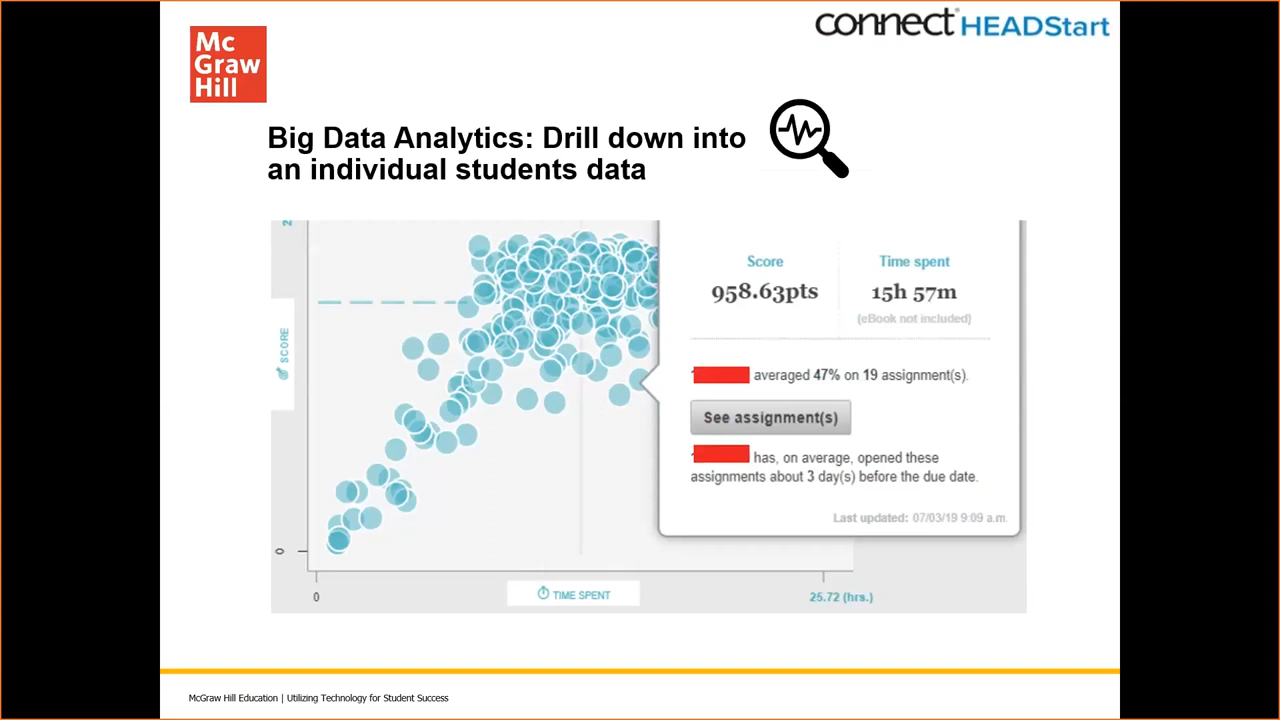 Mc
Graw
Hill
connect HEADStart
Big Data Analytics: Drill down into
an individual students data
2
SCORE
0
0
TIME SPENT
25.72 (hrs.)
Score
Time spent
958.63pts
15h 57m
(eBook not included)
averaged 47% on 19 assignment(s).
See assignment(s)
has, on average, opened these
assignments about 3 day(s) before the due date.
Last updated: 07/03/19 9:09 a.m.
McGraw Hill Education | Utilizing Technology for Student Success